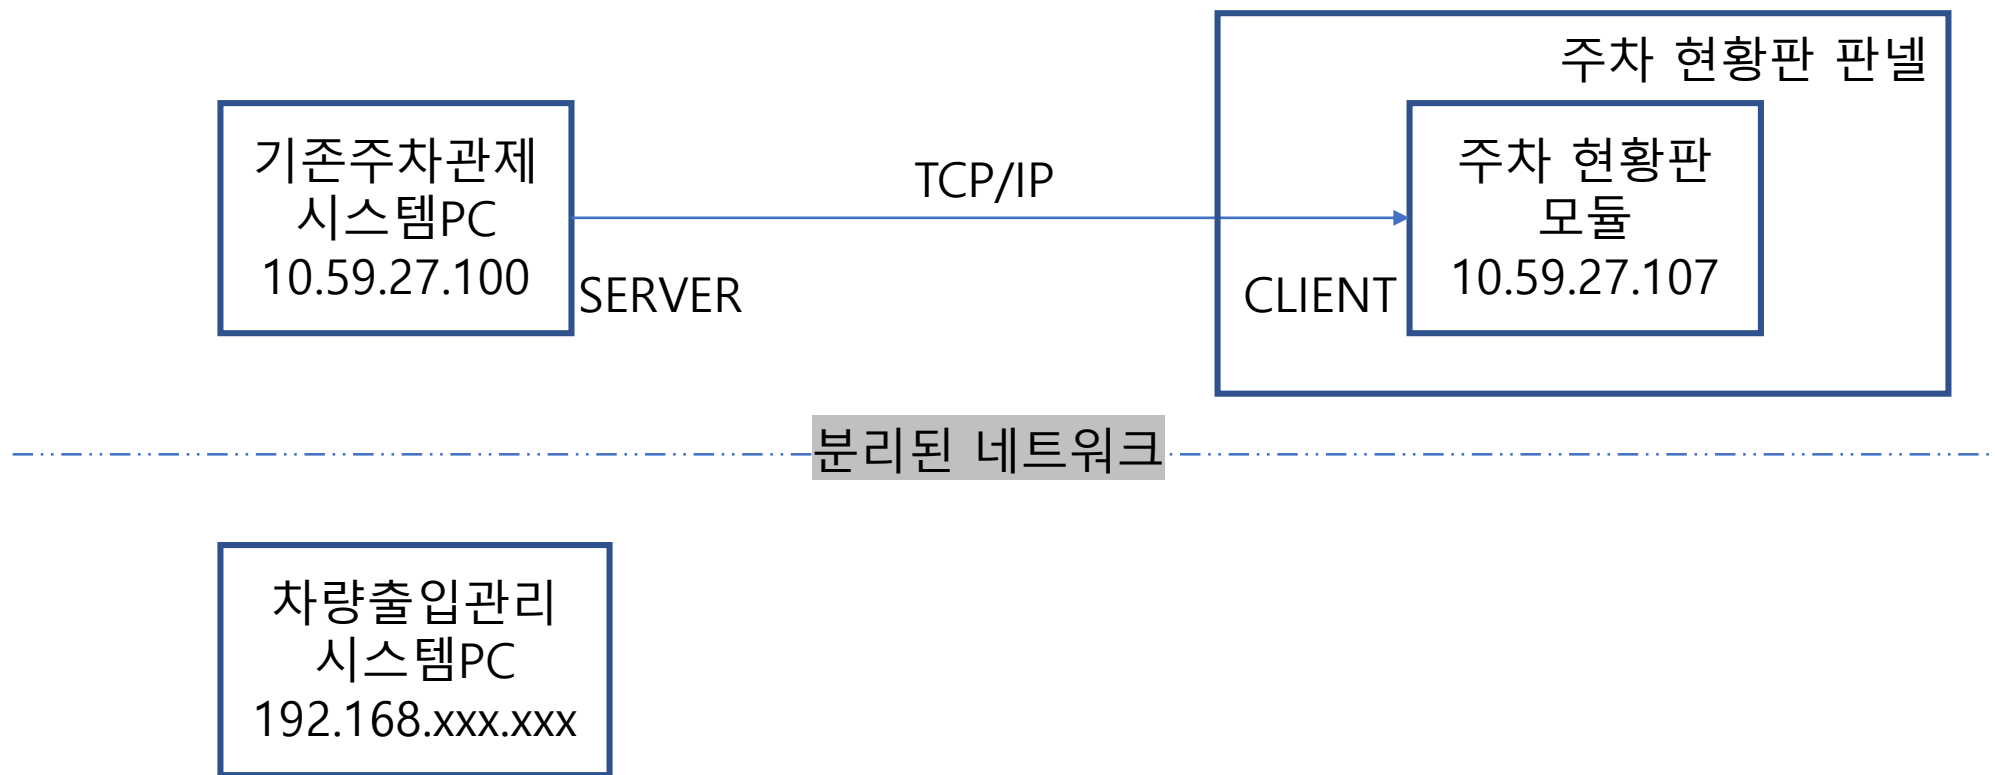 주차 현황판 판넬
기존주차관제
시스템PC
10.59.27.100
SERVER
TCP/IP
CLIENT
주차 현황판
모듈
10.59.27.107
분리된 네트워크
차량출입관리
시스템PC
192.168.xxx.xxx